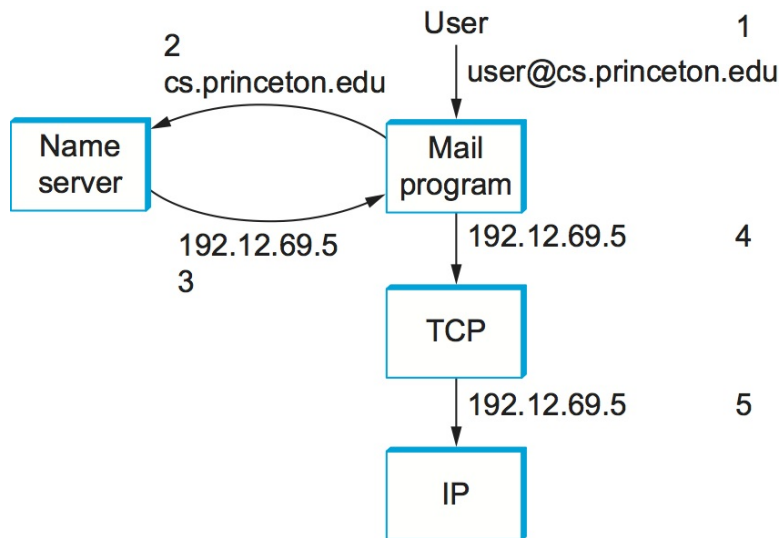 User
1
user@cs.princeton.edu
2
cs.princeton.edu
Name
server
Mail
program
192.12.69.5
3
192.12.69.5
4
TCP
192.12.69.5
5
IP